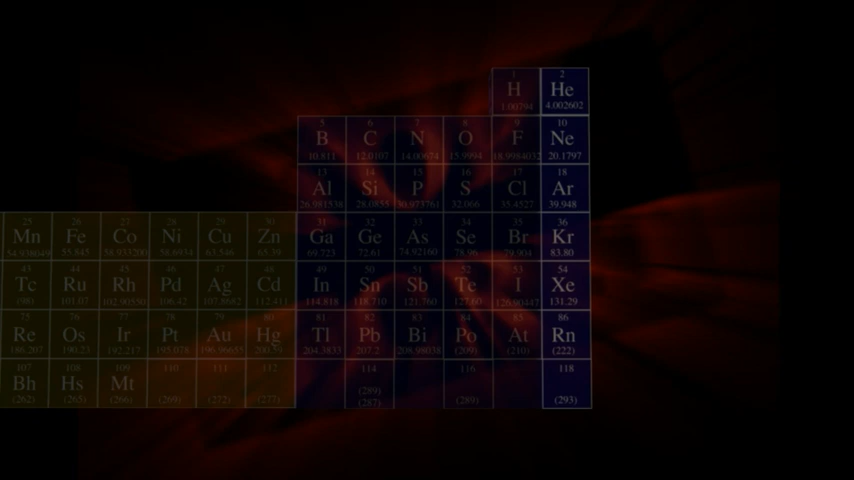 1 2
H He
1.00794 4.002602
5 6 7 8 9 10
B C N O F Ne
10.811 12.0107 14.00674 15.9994 18.9984032 20.1797
13 14 15 16 17 18
Al Si P S Cl Ar
26.981538 28.0855 30.973761 32.066 35.4527 39.948
25 26 27 28 29 30 31 32 33 34 35 36
Mn Fe Co Ni Cu Zn Ga Ge As Se Br Kr
54.938049 55.845 58.933200 58.6934 63.546 65.39 69.723 72.61 74.92160 78.96 79.904 83.80
43 44 45 46 47 48 49 50 51 52 53 54
Tc Ru Rh Pd Ag Cd In Sn Sb Te I Xe
(98) 101.07 102.90550 106.42 107.8682 112.411 114.818 118.710 121.760 127.60 126.90447 131.29
75 76 77 78 79 80 81 82 83 84 85 86
Re Os Ir Pt Au Hg Tl Pb Bi Po At Rn
186.207 190.23 192.217 195.078 196.96655 200.59 204.3833 207.2 208.98038 (209) (210) (222)
107 108 109 110 111 112 114 116 118
Bh Hs Mt
(262) (265) (266) (269) (272) (277) (289) (289) (293)
(287)